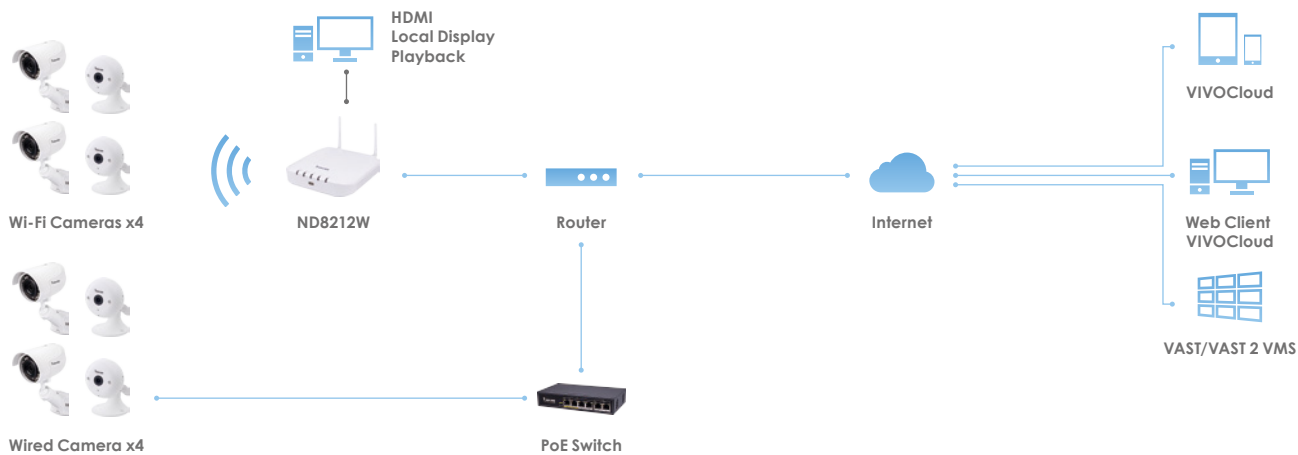 HDMI
Local Display
Playback
VIVOCloud
Wi-Fi Cameras x4
ND8212W
Router
Internet
Web Client
VIVOCloud
VAST/VAST 2 VMS
Wired Camera x4
PoE Switch